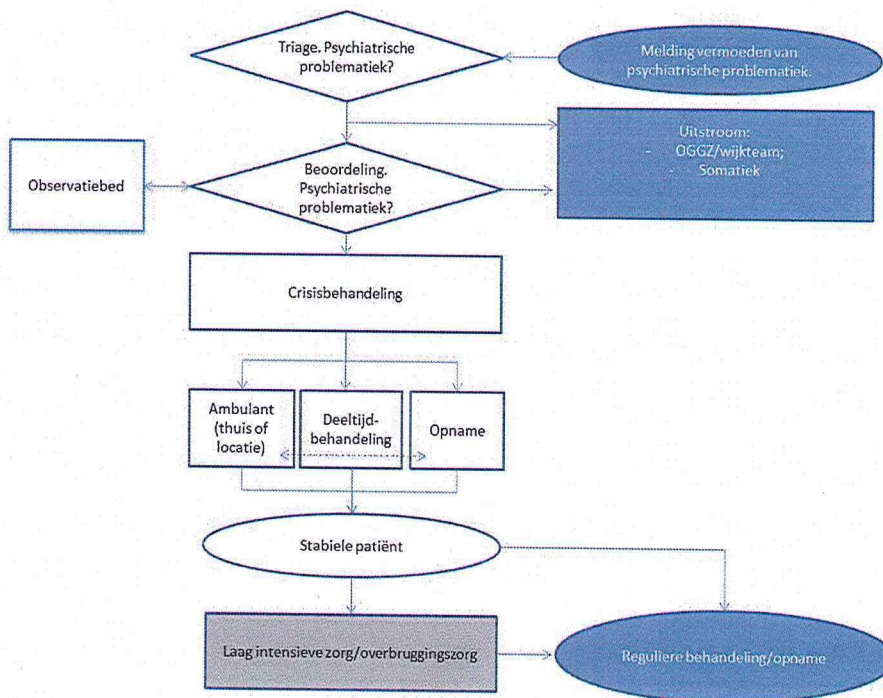 Triage. Psychiatrische
problematiek?
Melding vermoeden van
psychiatrische problematiek.
Uitstroom:
- OGGZ/wijkteam;
- Somatiek
Observatiebed
Beoordeling.
Psychiatrische
problematiek?
Crisisbehandeling
Ambulant
(thuis of
locatie)
Deeltijd-
behandeling
Opname
Stabiele patiënt
Laag intensieve zorg/overbruggingszorg
Reguliere behandeling/opname